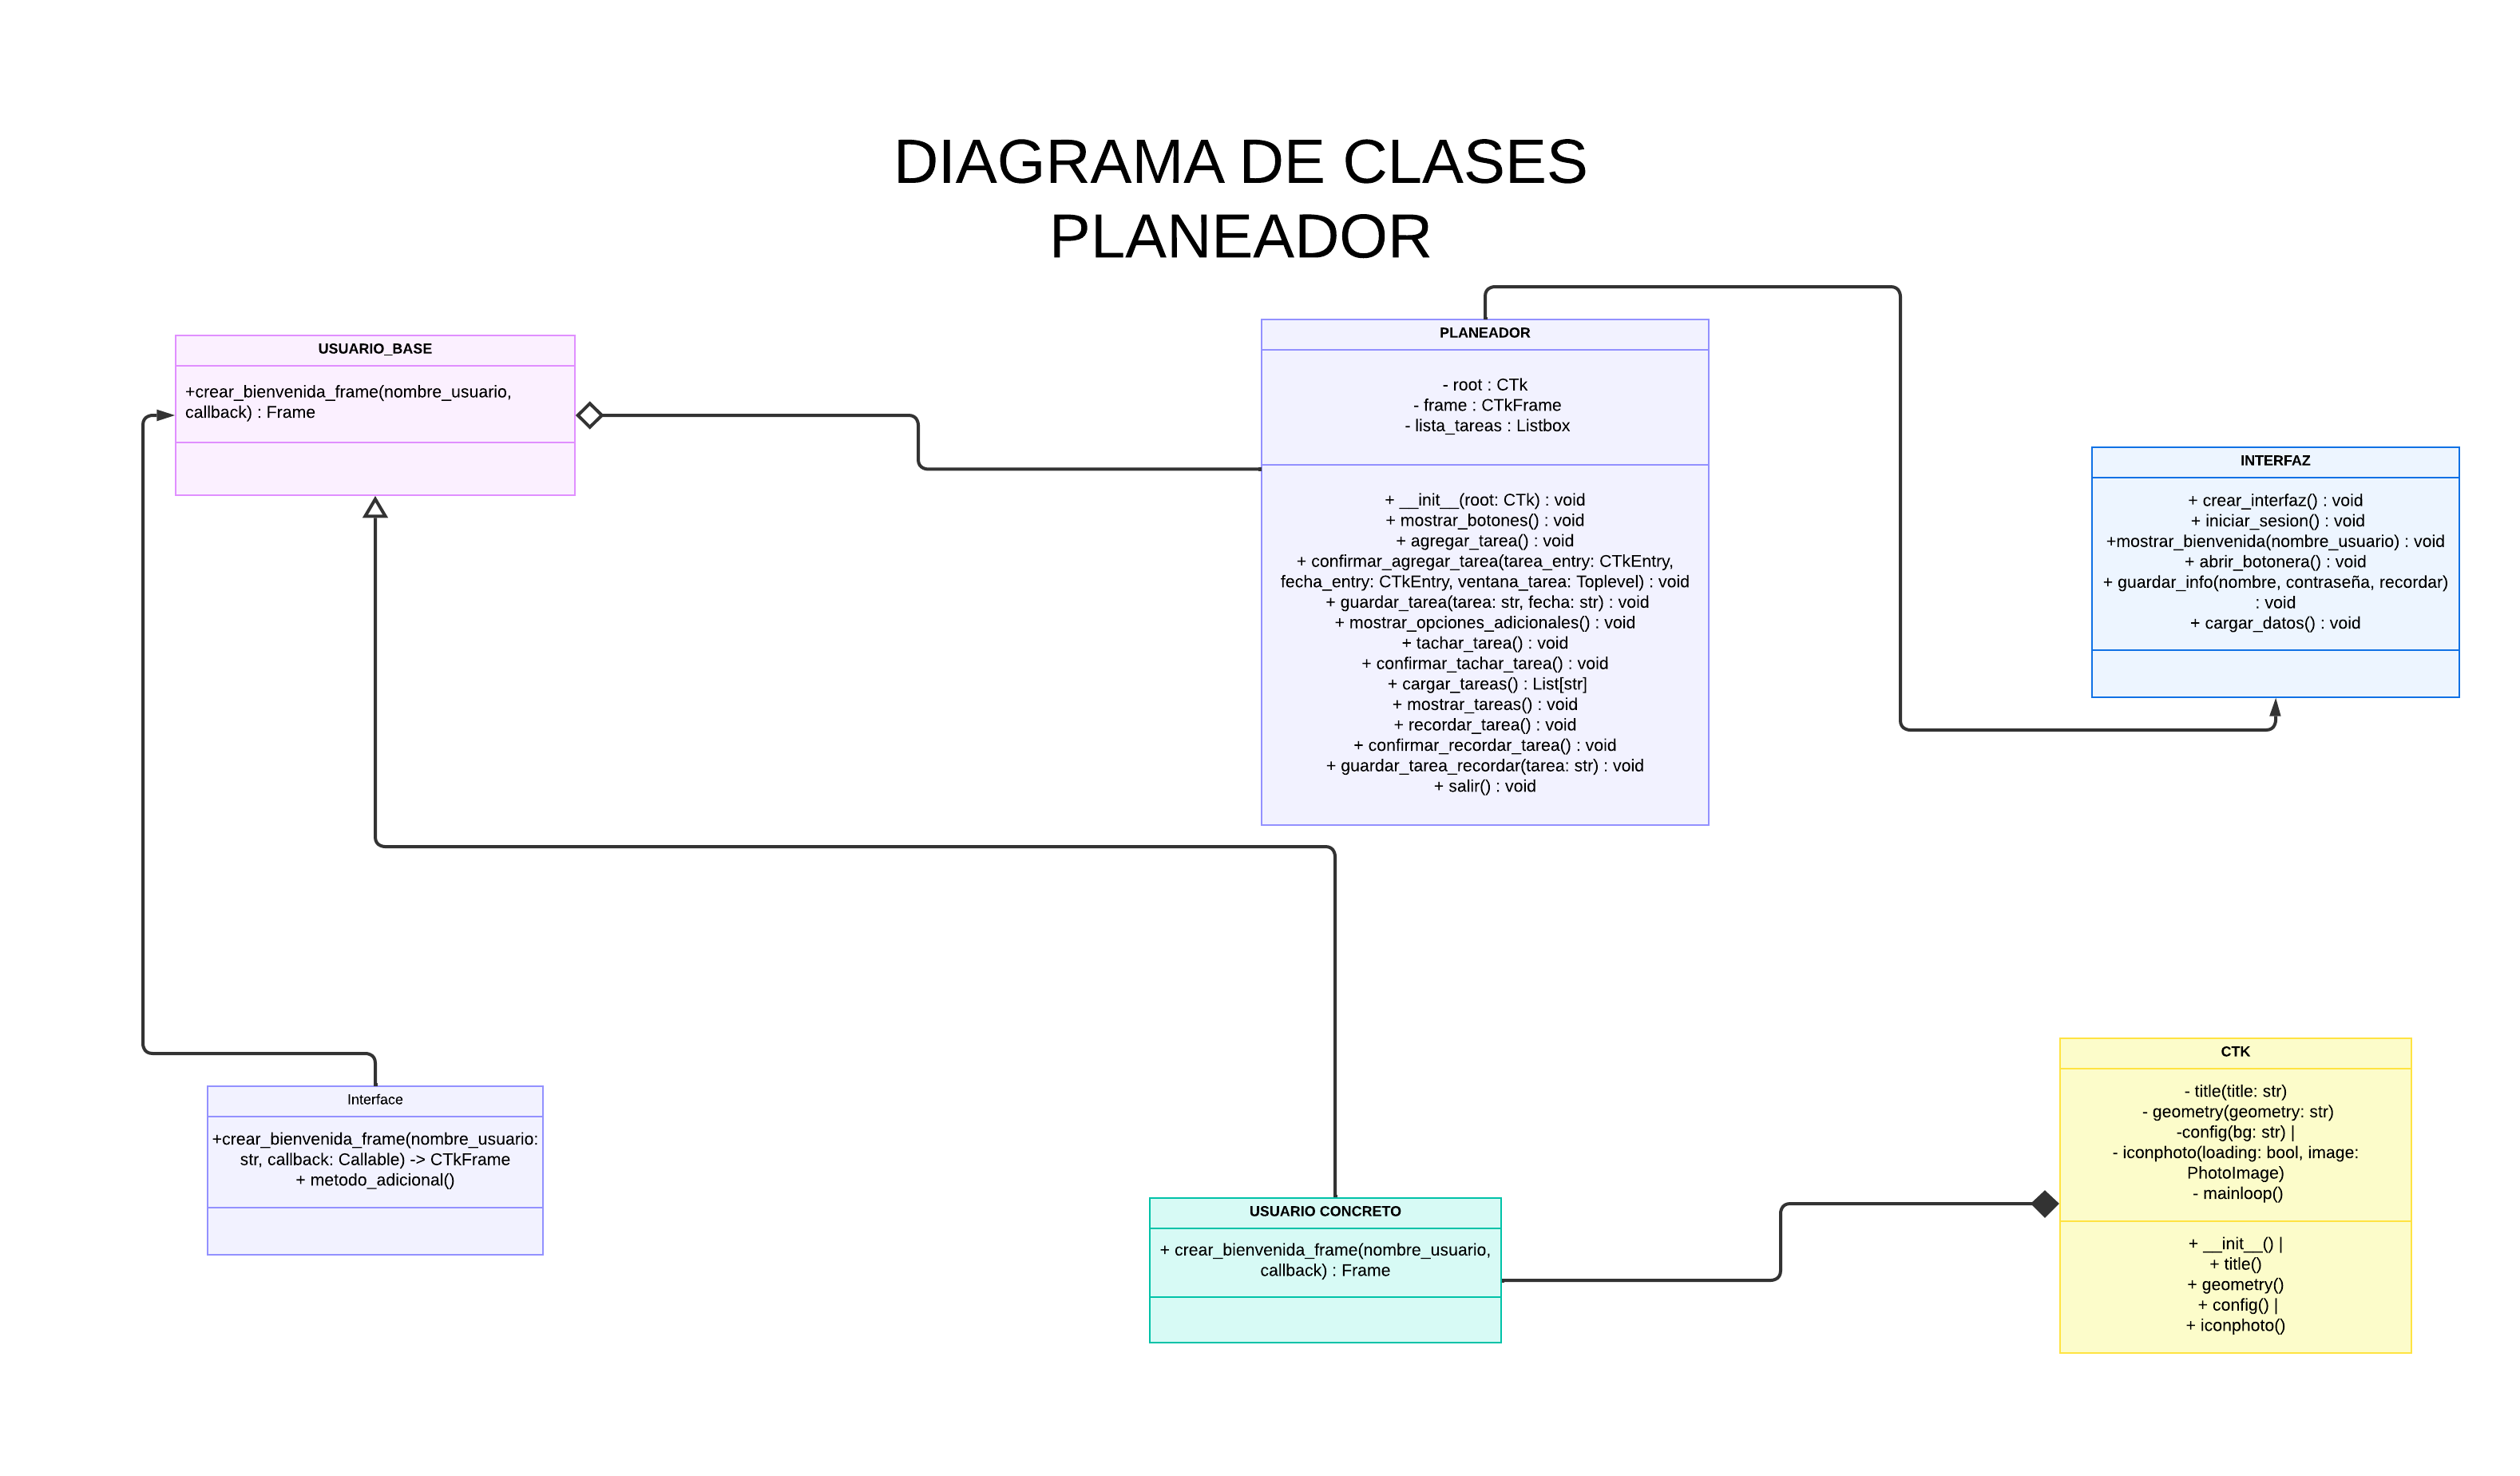 DIAGRAMA DE CLASES
PLANEADOR
USUARIO_BASE
+crear_bienvenida_frame(nombre_usuario,
callback) : Frame
PLANEADOR
- root : CTk
- frame : CTkFrame
- lista_tareas : Listbox
+ __init__(root: CTk) : void
+ mostrar_botones() : void
+ agregar_tarea() : void
+ confirmar_agregar_tarea(tarea_entry: CTkEntry,
fecha_entry: CTkEntry, ventana_tarea: Toplevel) : void
+ guardar_tarea(tarea: str, fecha: str) : void
+ mostrar_opciones_adicionales() : void
+ tachar_tarea() : void
+ confirmar_tachar_tarea() : void
+ cargar_tareas() : List[str]
+ mostrar_tareas() : void
+ recordar_tarea() : void
+ confirmar_recordar_tarea() : void
+ guardar_tarea_recordar(tarea: str) : void
+ salir() : void
INTERFAZ
+ crear_interfaz() : void
+ iniciar_sesion() : void
+mostrar_bienvenida(nombre_usuario) : void
+ abrir_botonera() : void
+ guardar_info(nombre, contraseña, recordar)
: void
+ cargar_datos() : void
Interface
+crear_bienvenida_frame(nombre_usuario:
str, callback: Callable) -> CTkFrame
+ metodo_adicional()
USUARIO CONCRETO
+ crear_bienvenida_frame(nombre_usuario,
callback) : Frame
CTK
- title(title: str)
- geometry(geometry: str)
-config(bg: str) |
- iconphoto(loading: bool, image:
PhotoImage)
- mainloop()
+ __init__() |
+ title()
+ geometry()
+ config() |
+ iconphoto()